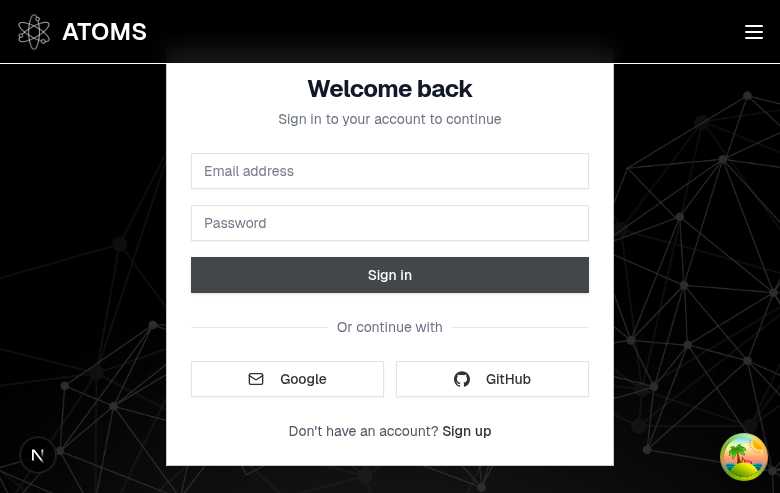 ATOMS
Welcome back
Sign in to your account to continue
Email address
Password
Sign in
Or continue with
Google
GitHub
Don't have an account? Sign up
N